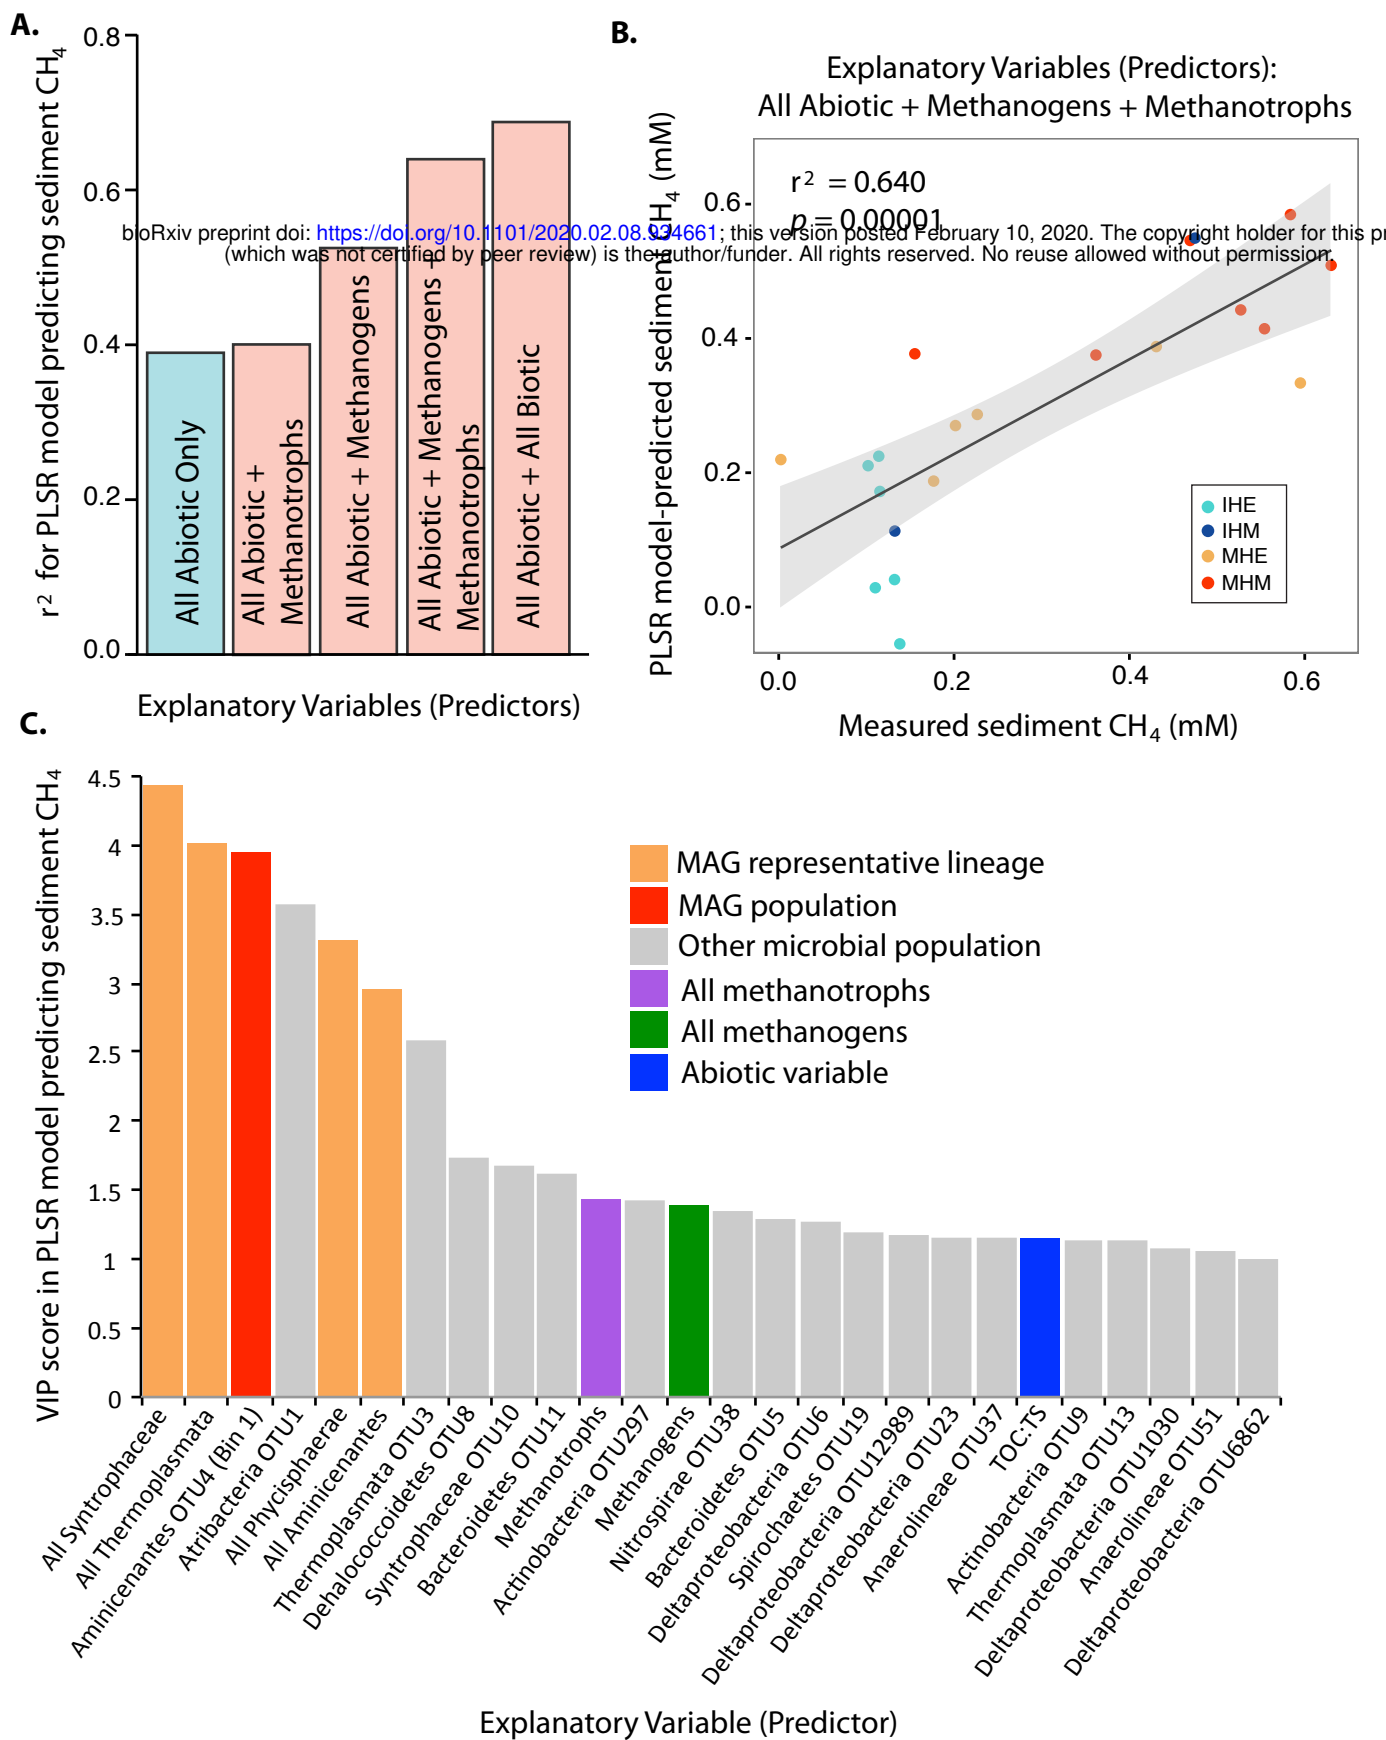 A.
r² for PLSR model predicting sediment CH₄
0.8
0.6
0.4
0.2
0.0
All Abiotic Only
All Abiotic +
Methanotrophs
All Abiotic + Methanogens
All Abiotic + Methanogens +
Methanotrophs
All Abiotic + All Biotic
Explanatory Variables (Predictors)
B.
Explanatory Variables (Predictors):
All Abiotic + Methanogens + Methanotrophs
PLSR model-predicted sediment CH₄ (mM)
r² = 0.640
p = 0.00001
0.6
0.4
0.2
0.0
IHE
IHM
MHE
MHM
0.0
0.2
0.4
0.6
Measured sediment CH₄ (mM)
bioRxiv preprint doi: https://doi.org/10.1101/2020.02.08.934661; this version posted February 10, 2020. The copyright holder for this pr
(which was not certified by peer review) is the author/funder. All rights reserved. No reuse allowed without permission.
C.
VIP score in PLSR model predicting sediment CH₄
4.5
4
3.5
3
2.5
2
1.5
1
0.5
0
MAG representative lineage
MAG population
Other microbial population
All methanotrophs
All methanogens
Abiotic variable
All Syntrophaceae
All Thermoplasmata
Aminicenantes OTU4 (Bin 1)
Atribacteria OTU1
All Phycisphaerae
All Aminicenantes
Thermoplasmata OTU3
Dehalococcoidetes OTU8
Syntrophaceae OTU10
Bacteroidetes OTU11
Methanotrophs
Actinobacteria OTU297
Methanogens
Nitrospirae OTU38
Bacteroidetes OTU5
Deltaproteobacteria OTU6
Spirochaetes OTU19
Deltaproteobacteria OTU12989
Deltaproteobacteria OTU23
Anaerolineae OTU37
TOC:TS
Actinobacteria OTU9
Thermoplasmata OTU13
Deltaproteobacteria OTU1030
Anaerolineae OTU51
Deltaproteobacteria OTU6862
Explanatory Variable (Predictor)